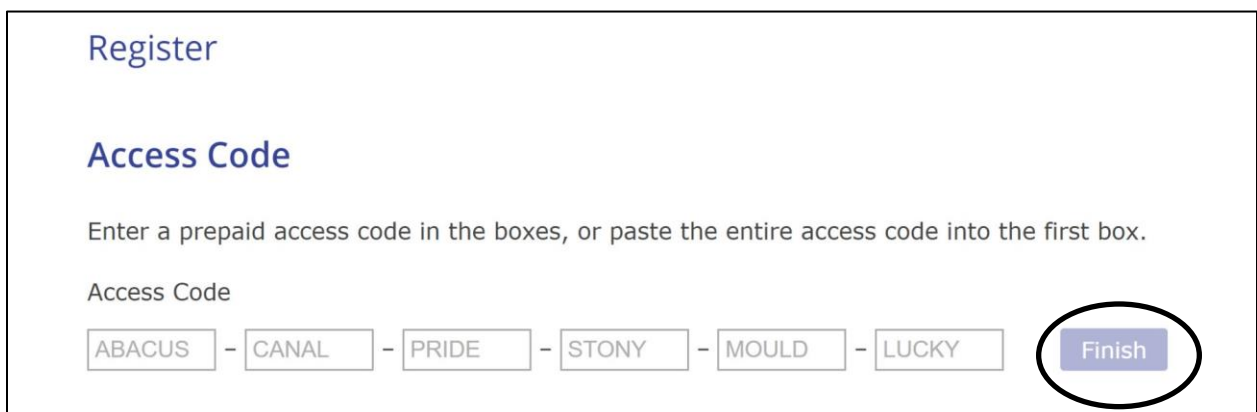 Register
Access Code
Enter a prepaid access code in the boxes, or paste the entire access code into the first box.
Access Code
ABACUS – CANAL – PRIDE – STONY – MOULD – LUCKY Finish